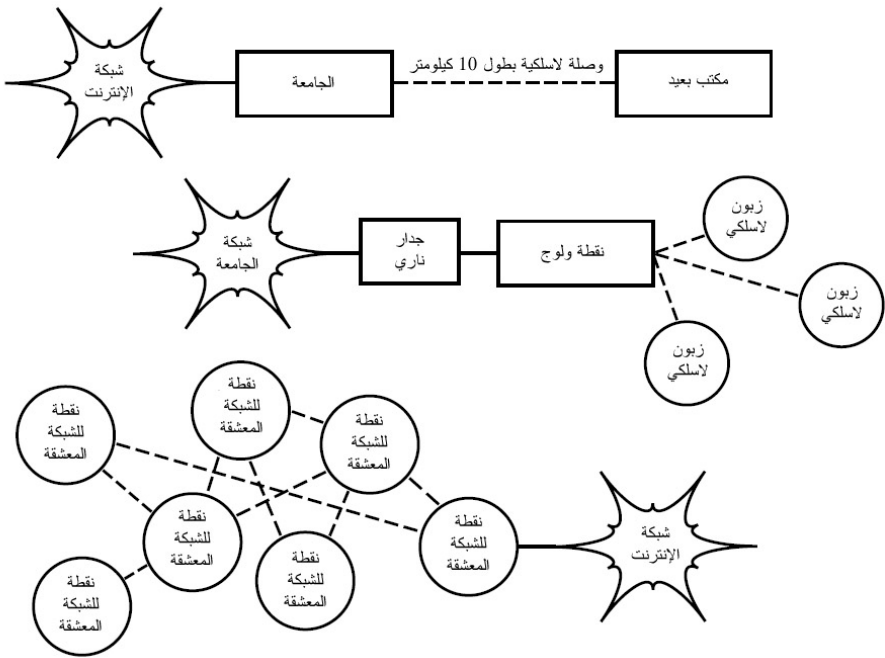 شبكة
الإنترنت
الجامعة
وصلة لاسلكية بطول 10 كيلومتر
مكتب بعيد
شبكة
الجامعة
جدار
ناري
نقطة ولوج
زبون
لاسلكي
زبون
لاسلكي
زبون
لاسلكي
نقطة
للشبكة
المعشقة
نقطة
للشبكة
المعشقة
نقطة
للشبكة
المعشقة
نقطة
للشبكة
المعشقة
نقطة
للشبكة
المعشقة
نقطة
للشبكة
المعشقة
نقطة
للشبكة
المعشقة
شبكة
الإنترنت